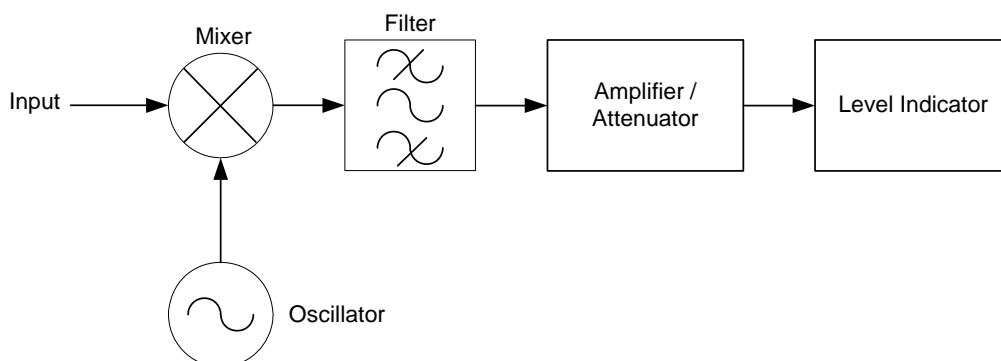 Filter
Mixer
Input
Amplifier /
Attenuator
Level Indicator
Oscillator